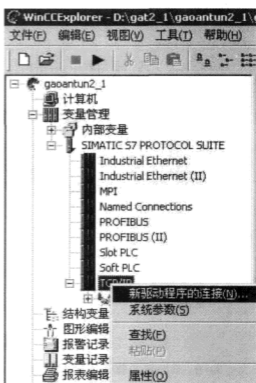 WinCCExplorer - D:\gat2_1\gaoantun2_1\
文件(F) 编辑(E) 视图(V) 工具(T) 帮助(H)
gaoantun2_1
计算机
变量管理
内部变量
SIMATIC S7 PROTOCOL SUITE
Industrial Ethernet
Industrial Ethernet (II)
MPI
Named Connections
PROFIBUS
PROFIBUS (II)
Slot PLC
Soft PLC
TCP/IP
新驱动程序的连接(N)...
系统参数(S)
结构变量
图形编辑
查找(F)
报警记录
粘贴(P)
变量记录
报表编辑
属性(O)